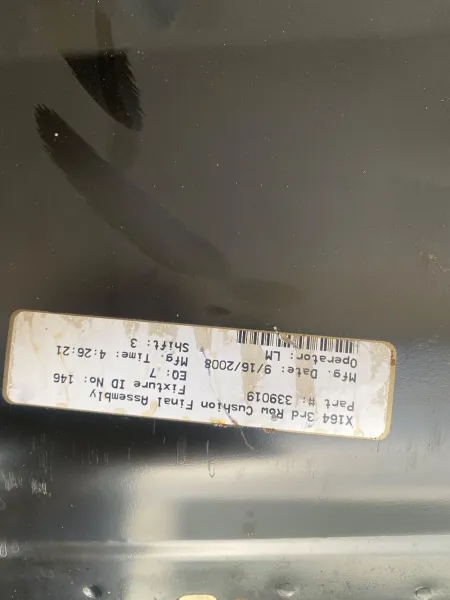 X164 3rd Row Cushion Final Assembly
Part #: 339019 Fixture ID No: 146
EQ: 7
Mfg. Date: 9/16/2008 Mfg. Time: 4:26:21
Operator: LM Shift: 3